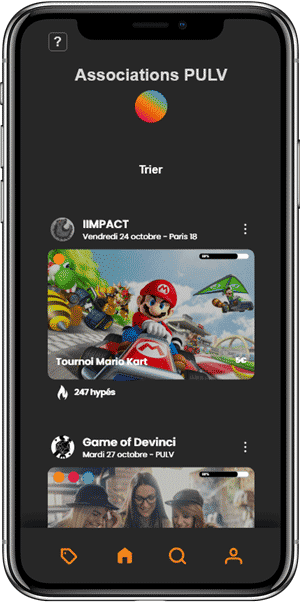 ?
Associations PULV
Trier
IIMPACT
Vendredi 24 octobre - Paris 18
Tournoi Mario Kart
5€
247 hypés
Game of Devinci
Mardi 27 octobre - PULV